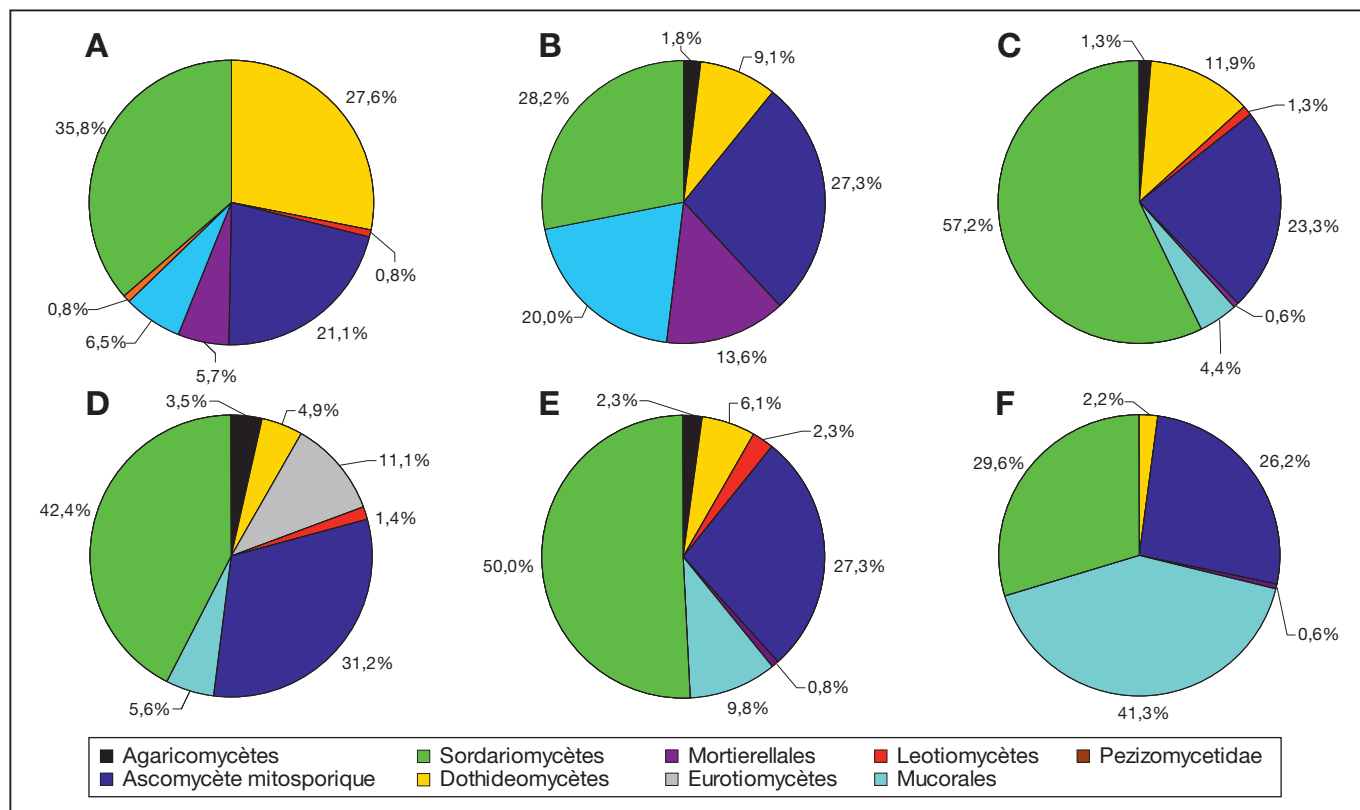 A
27,6%
0,8%
21,1%
5,7%
6,5%
0,8%
35,8%
B
1,8%
9,1%
27,3%
13,6%
20,0%
28,2%
C
1,3%
11,9%
1,3%
23,3%
0,6%
4,4%
57,2%
D
3,5%
4,9%
11,1%
1,4%
31,2%
5,6%
42,4%
E
2,3%
6,1%
2,3%
27,3%
0,8%
9,8%
50,0%
F
2,2%
26,2%
0,6%
41,3%
29,6%
Agaricomycètes
Sordariomycètes
Mortierellales
Leotiomycètes
Pezizomycetidae
Ascomycète mitosporique
Dothideomycètes
Eurotiomycètes
Mucorales